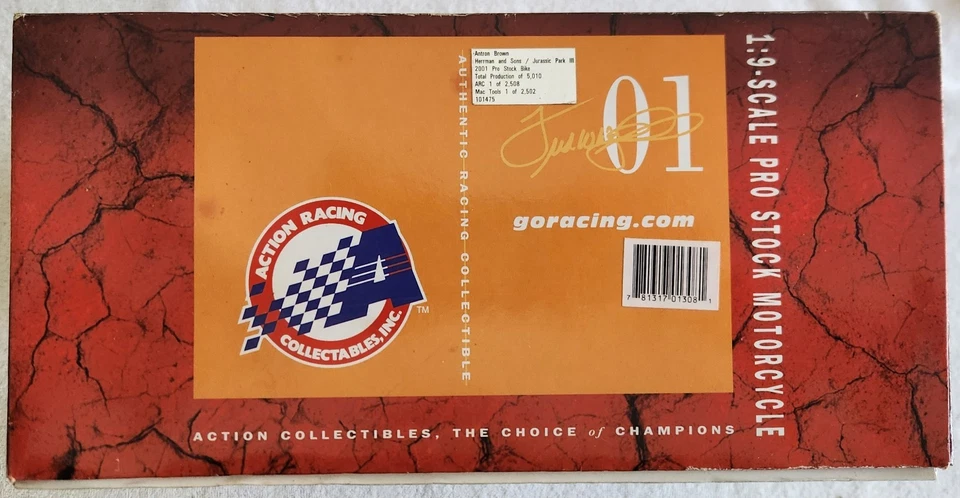 Antron Brown
Herrman and Sons / Jurassic Park III
2001 Pro Stock Bike
Total Production of 5,010
ARC 1 of 2,508
Mac Tools 1 of 2,502
101475
01
goracing.com
7 81317 01308 1
AUTHENTIC RACING COLLECTIBLE
ACTION RACING
COLLECTABLES, INC.
TM
1:9-SCALE PRO STOCK MOTORCYCLE
ACTION COLLECTIBLES, THE CHOICE of CHAMPIONS